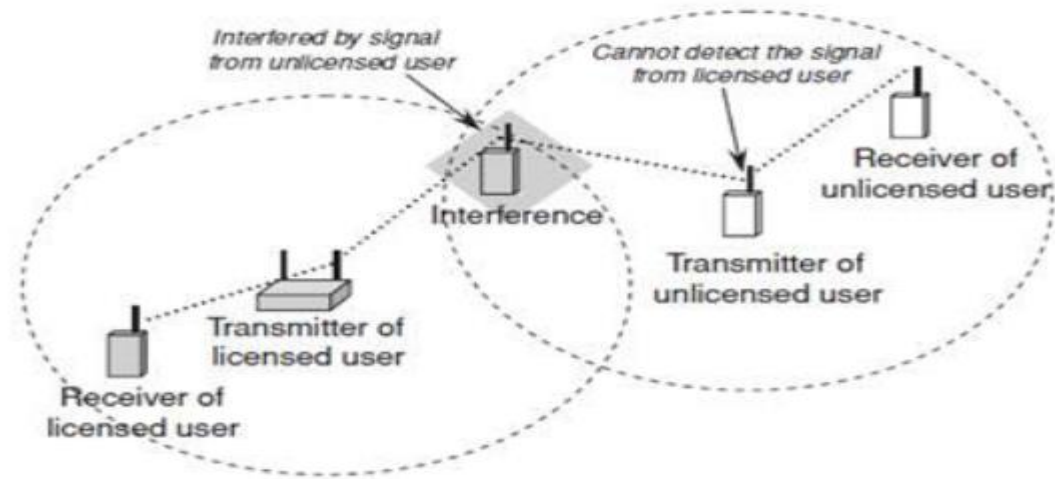 Interfered by signal
from unlicensed user
Cannot detect the signal
from licensed user
Receiver of
unlicensed user
Interference
Transmitter of
unlicensed user
Transmitter of
licensed user
Receiver of
licensed user